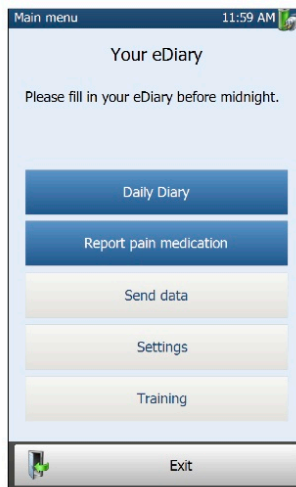 Main menu 11:59 AM
Your eDiary
Please fill in your eDiary before midnight.
Daily Diary
Report pain medication
Send data
Settings
Training
Exit